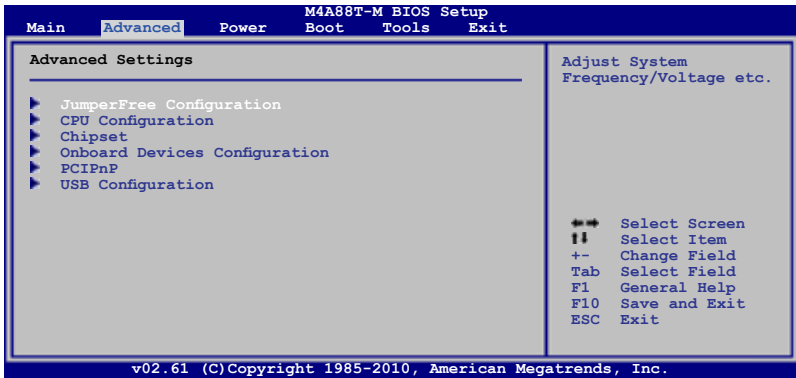 M4A88T-M BIOS Setup
Main Advanced Power Boot Tools Exit
Advanced Settings
JumperFree Configuration
CPU Configuration
Chipset
Onboard Devices Configuration
PCIPnP
USB Configuration
Adjust System
Frequency/Voltage etc.
←→ Select Screen
↑↓ Select Item
+- Change Field
Tab Select Field
F1 General Help
F10 Save and Exit
ESC Exit
v02.61 (C)Copyright 1985-2010, American Megatrends, Inc.